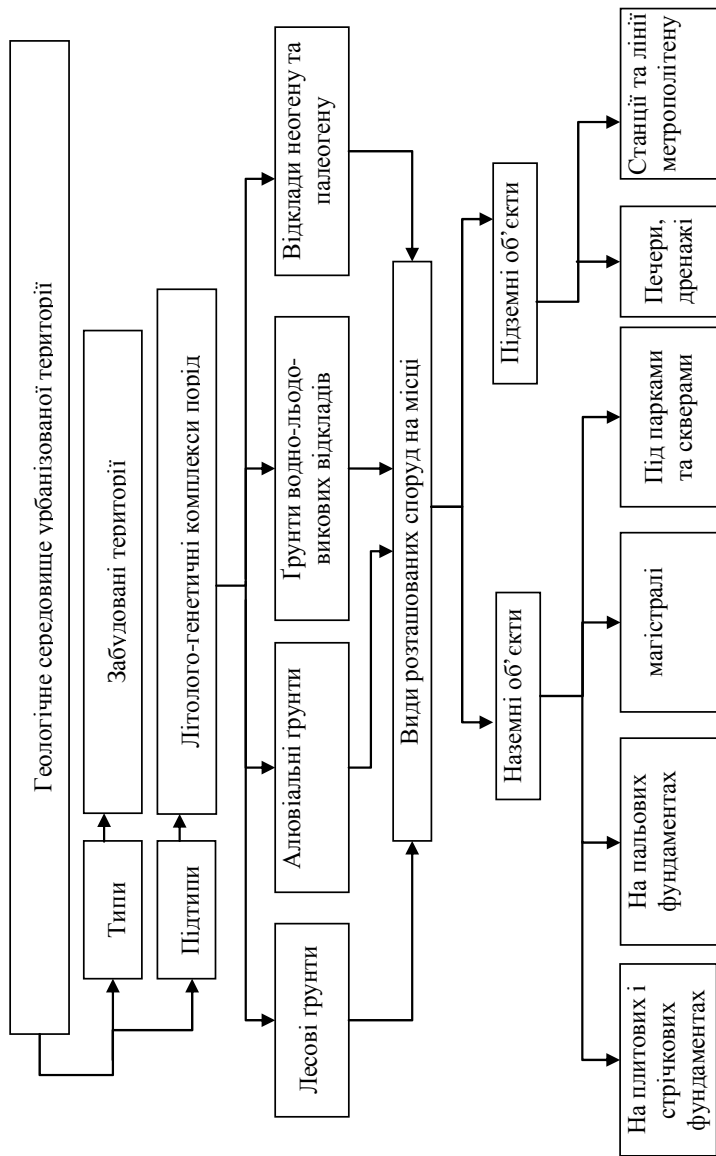 Геологічне середовище урбанізованої території
Типи
Забудовані території
Підтипи
Літолого-генетичні комплекси порід
Лесові ґрунти
Алювіальні ґрунти
Ґрунти водно-льодо-
викових відкладів
Відклади неогену та
палеогену
Види розташованих споруд на місці
Наземні об’єкти
Підземні об’єкти
На плитових і
стрічкових
фундаментах
На пальових
фундаментах
магістралі
Під парками
та скверами
Печери,
дренажі
Станції та лінії
метрополітену